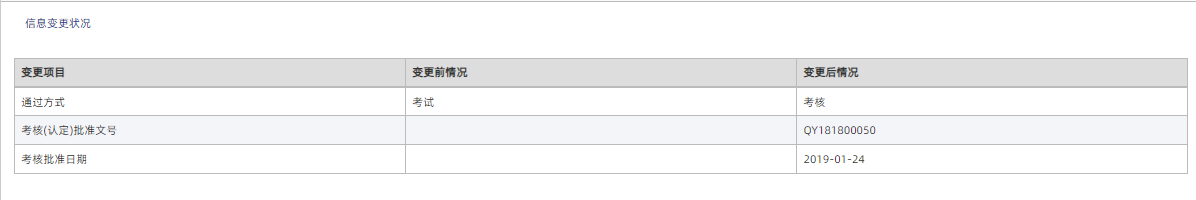 信息变更状况
变更项目 变更前情况 变更后情况
通过方式 考试 考核
考核(认定)批准文号 QY181800050
考核批准日期 2019-01-24